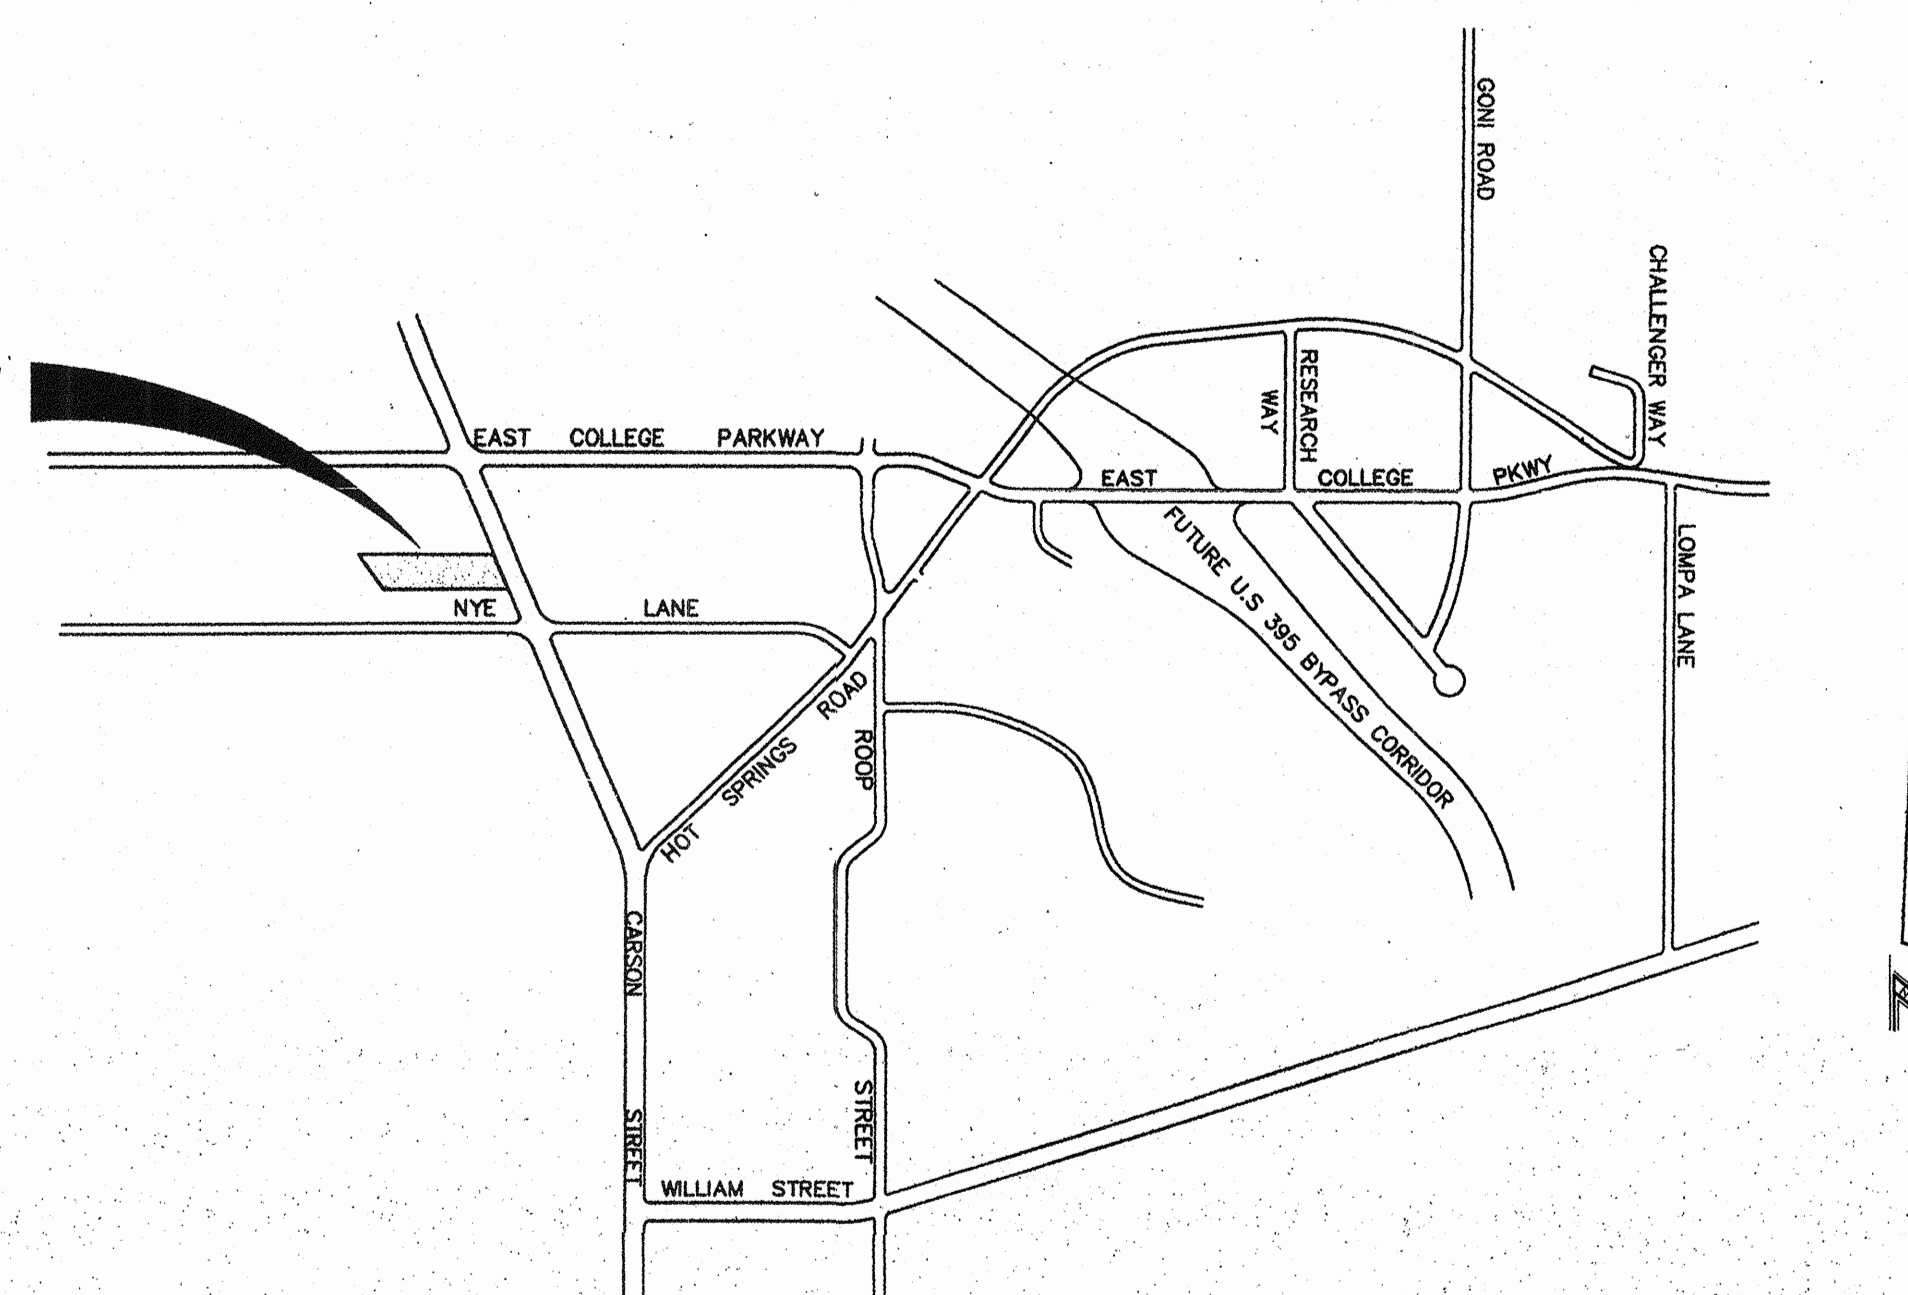 GONI ROAD
CHALLENGER WAY
RESEARCH
WAY
EAST COLLEGE PARKWAY
EAST COLLEGE PKWY
FUTURE U.S 395 BYPASS CORRIDOR
LOMPA LANE
NYE LANE
HOT SPRINGS ROAD
ROOP STREET
CARSON STREET
WILLIAM STREET